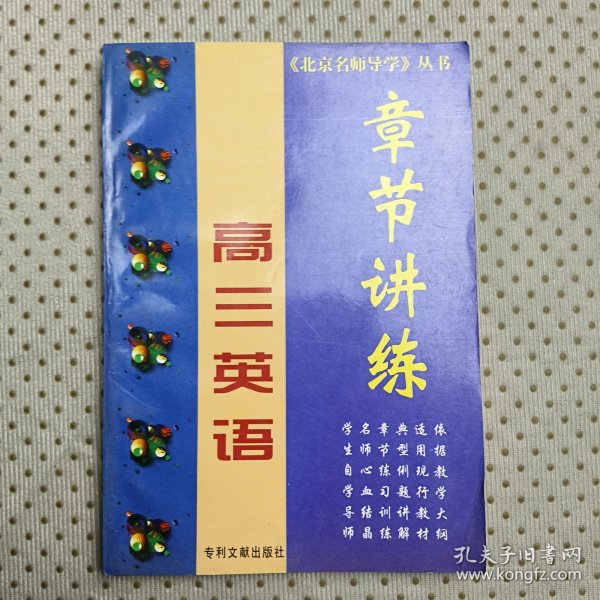 《北京名师导学》丛书
章节讲练
高三英语
依据教学大纲
适用现行教材
典型例题讲解
章节练习训练
名师心血结晶
学生自学导师
专利文献出版社
孔夫子旧书网
www.kongfz.com